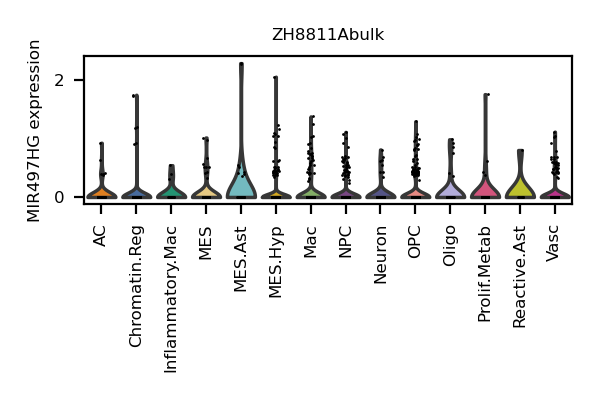 ZH8811Abulk
MIR497HG expression
2
0
AC
Chromatin.Reg
Inflammatory.Mac
MES
MES.Ast
MES.Hyp
Mac
NPC
Neuron
OPC
Oligo
Prolif.Metab
Reactive.Ast
Vasc